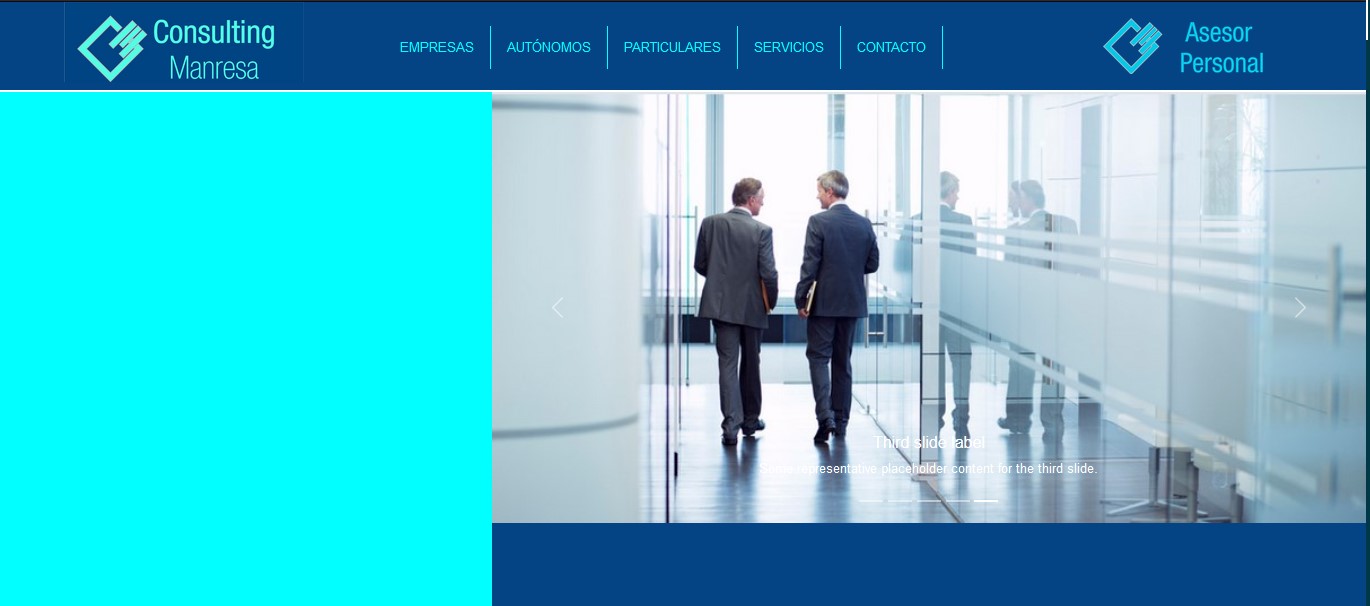 Consulting
Manresa
EMPRESAS
AUTÓNOMOS
PARTICULARES
SERVICIOS
CONTACTO
Asesor
Personal
Third slide label
Some representative placeholder content for the third slide.